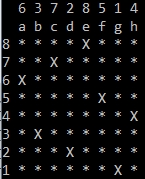 6 3 7 2 8 5 1 4
a b c d e f g h
8 * * * * X * * *
7 * * X * * * * *
6 X * * * * * * *
5 * * * * * X * *
4 * * * * * * * X
3 * X * * * * * *
2 * * * X * * * *
1 * * * * * * X *